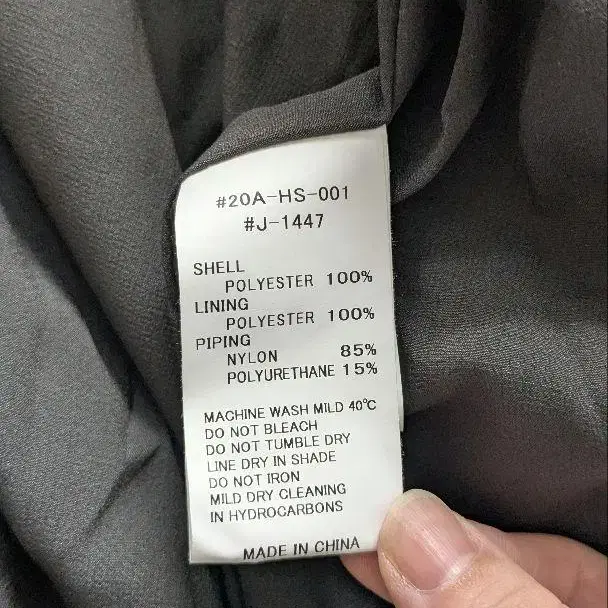 #20A-HS-001
#J-1447
SHELL
POLYESTER 100%
LINING
POLYESTER 100%
PIPING
NYLON 85%
POLYURETHANE 15%
MACHINE WASH MILD 40℃
DO NOT BLEACH
DO NOT TUMBLE DRY
LINE DRY IN SHADE
DO NOT IRON
MILD DRY CLEANING
IN HYDROCARBONS
MADE IN CHINA